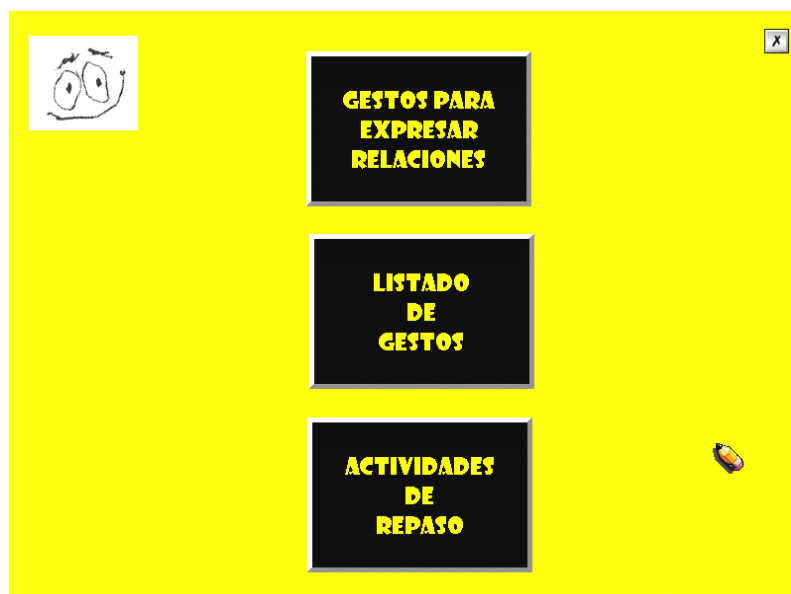 X
GESTOS PARA
EXPRESAR
RELACIONES
LISTADO
DE
GESTOS
ACTIVIDADES
DE
REPASO